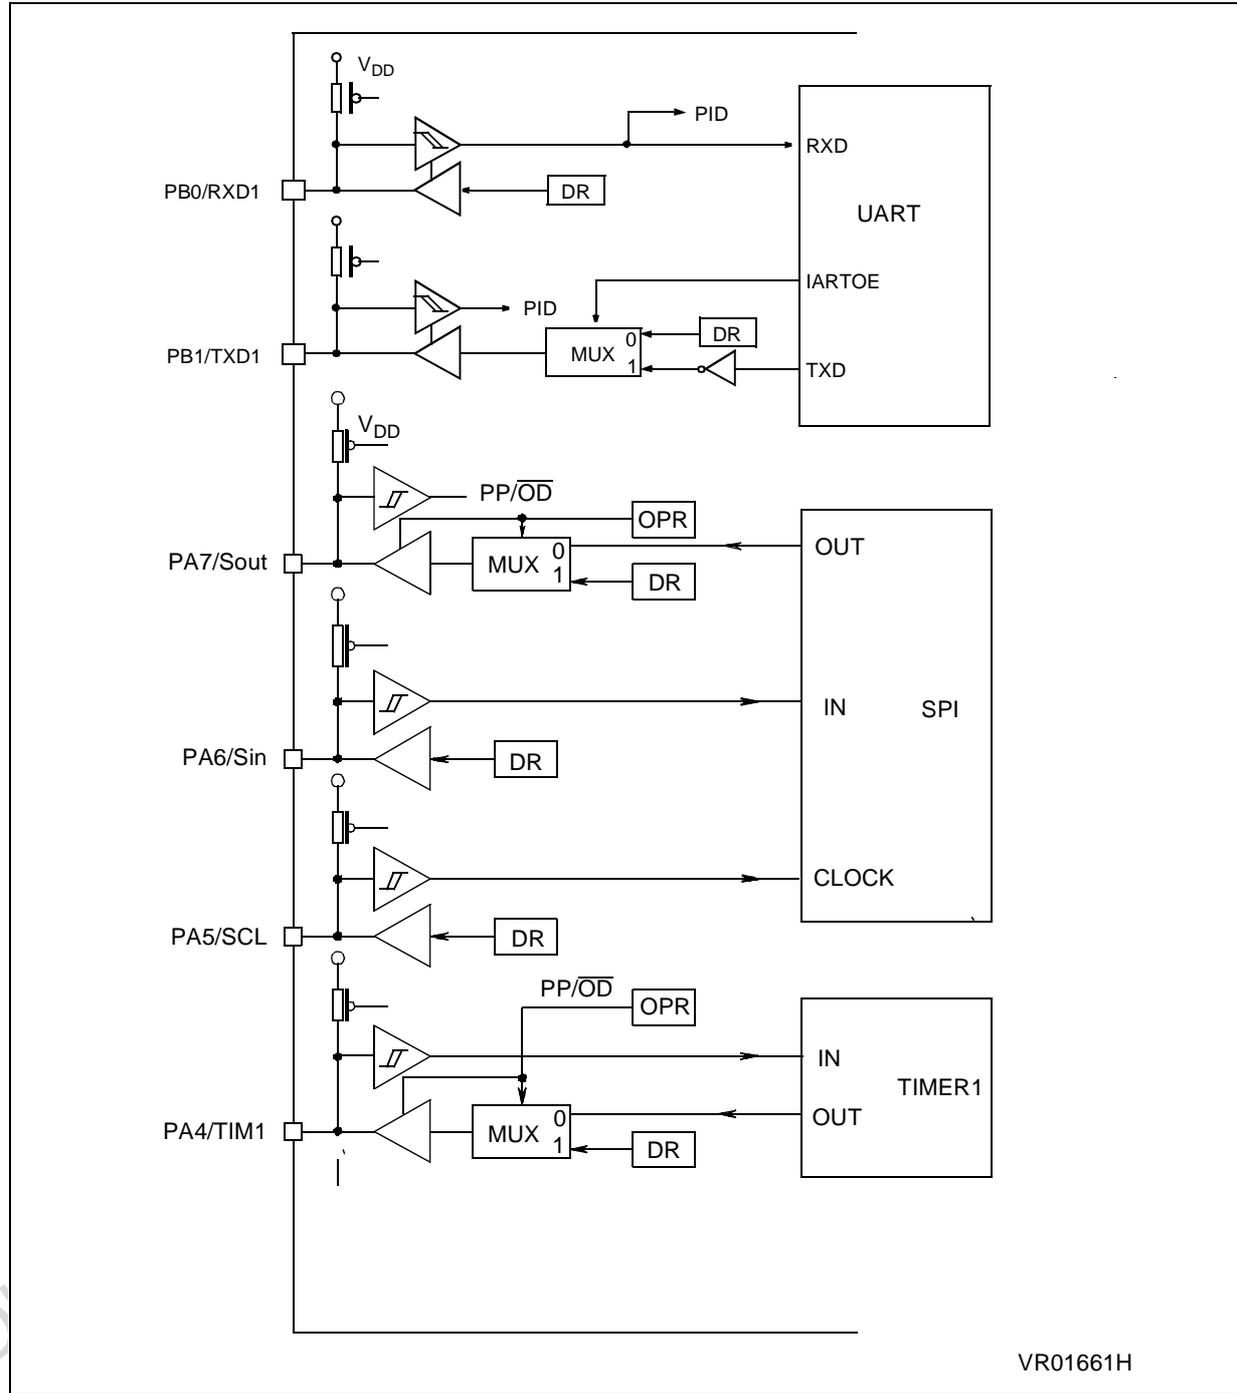 VDD
PID
RXD
PB0/RXD1
DR
UART
IARTOE
PID
DR
MUX 0
1
PB1/TXD1
TXD
VDD
PP/OD
OPR
OUT
PA7/Sout
MUX 0
1
DR
IN
SPI
PA6/Sin
DR
CLOCK
PA5/SCL
DR
PP/OD
OPR
IN
TIMER1
OUT
PA4/TIM1
MUX 0
1
DR
VR01661H